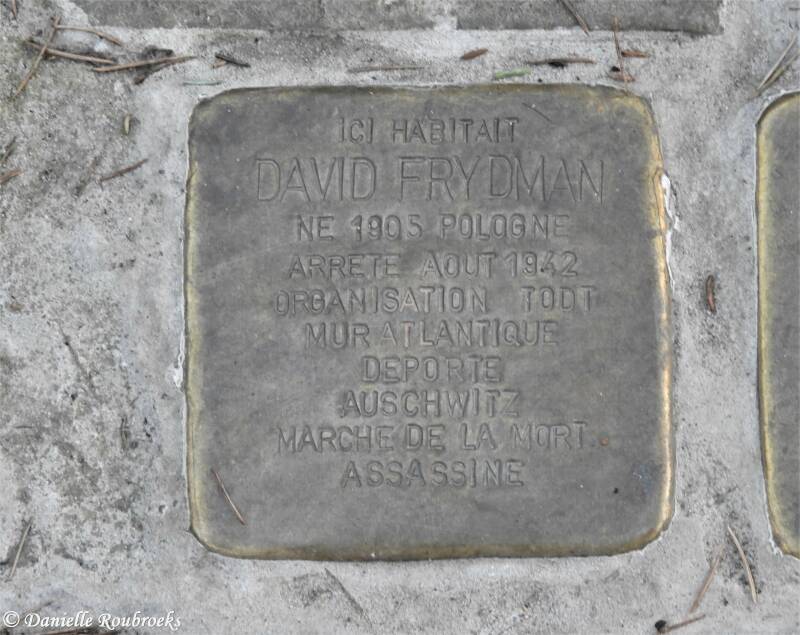 ICI HABITAIT
DAVID FRYDMAN
NE 1905 POLOGNE
ARRETE AOUT 1942
ORGANISATION TODT
MUR ATLANTIQUE
DEPORTE
AUSCHWITZ
MARCHE DE LA MORT
ASSASSINE
© Danielle Roubroeks